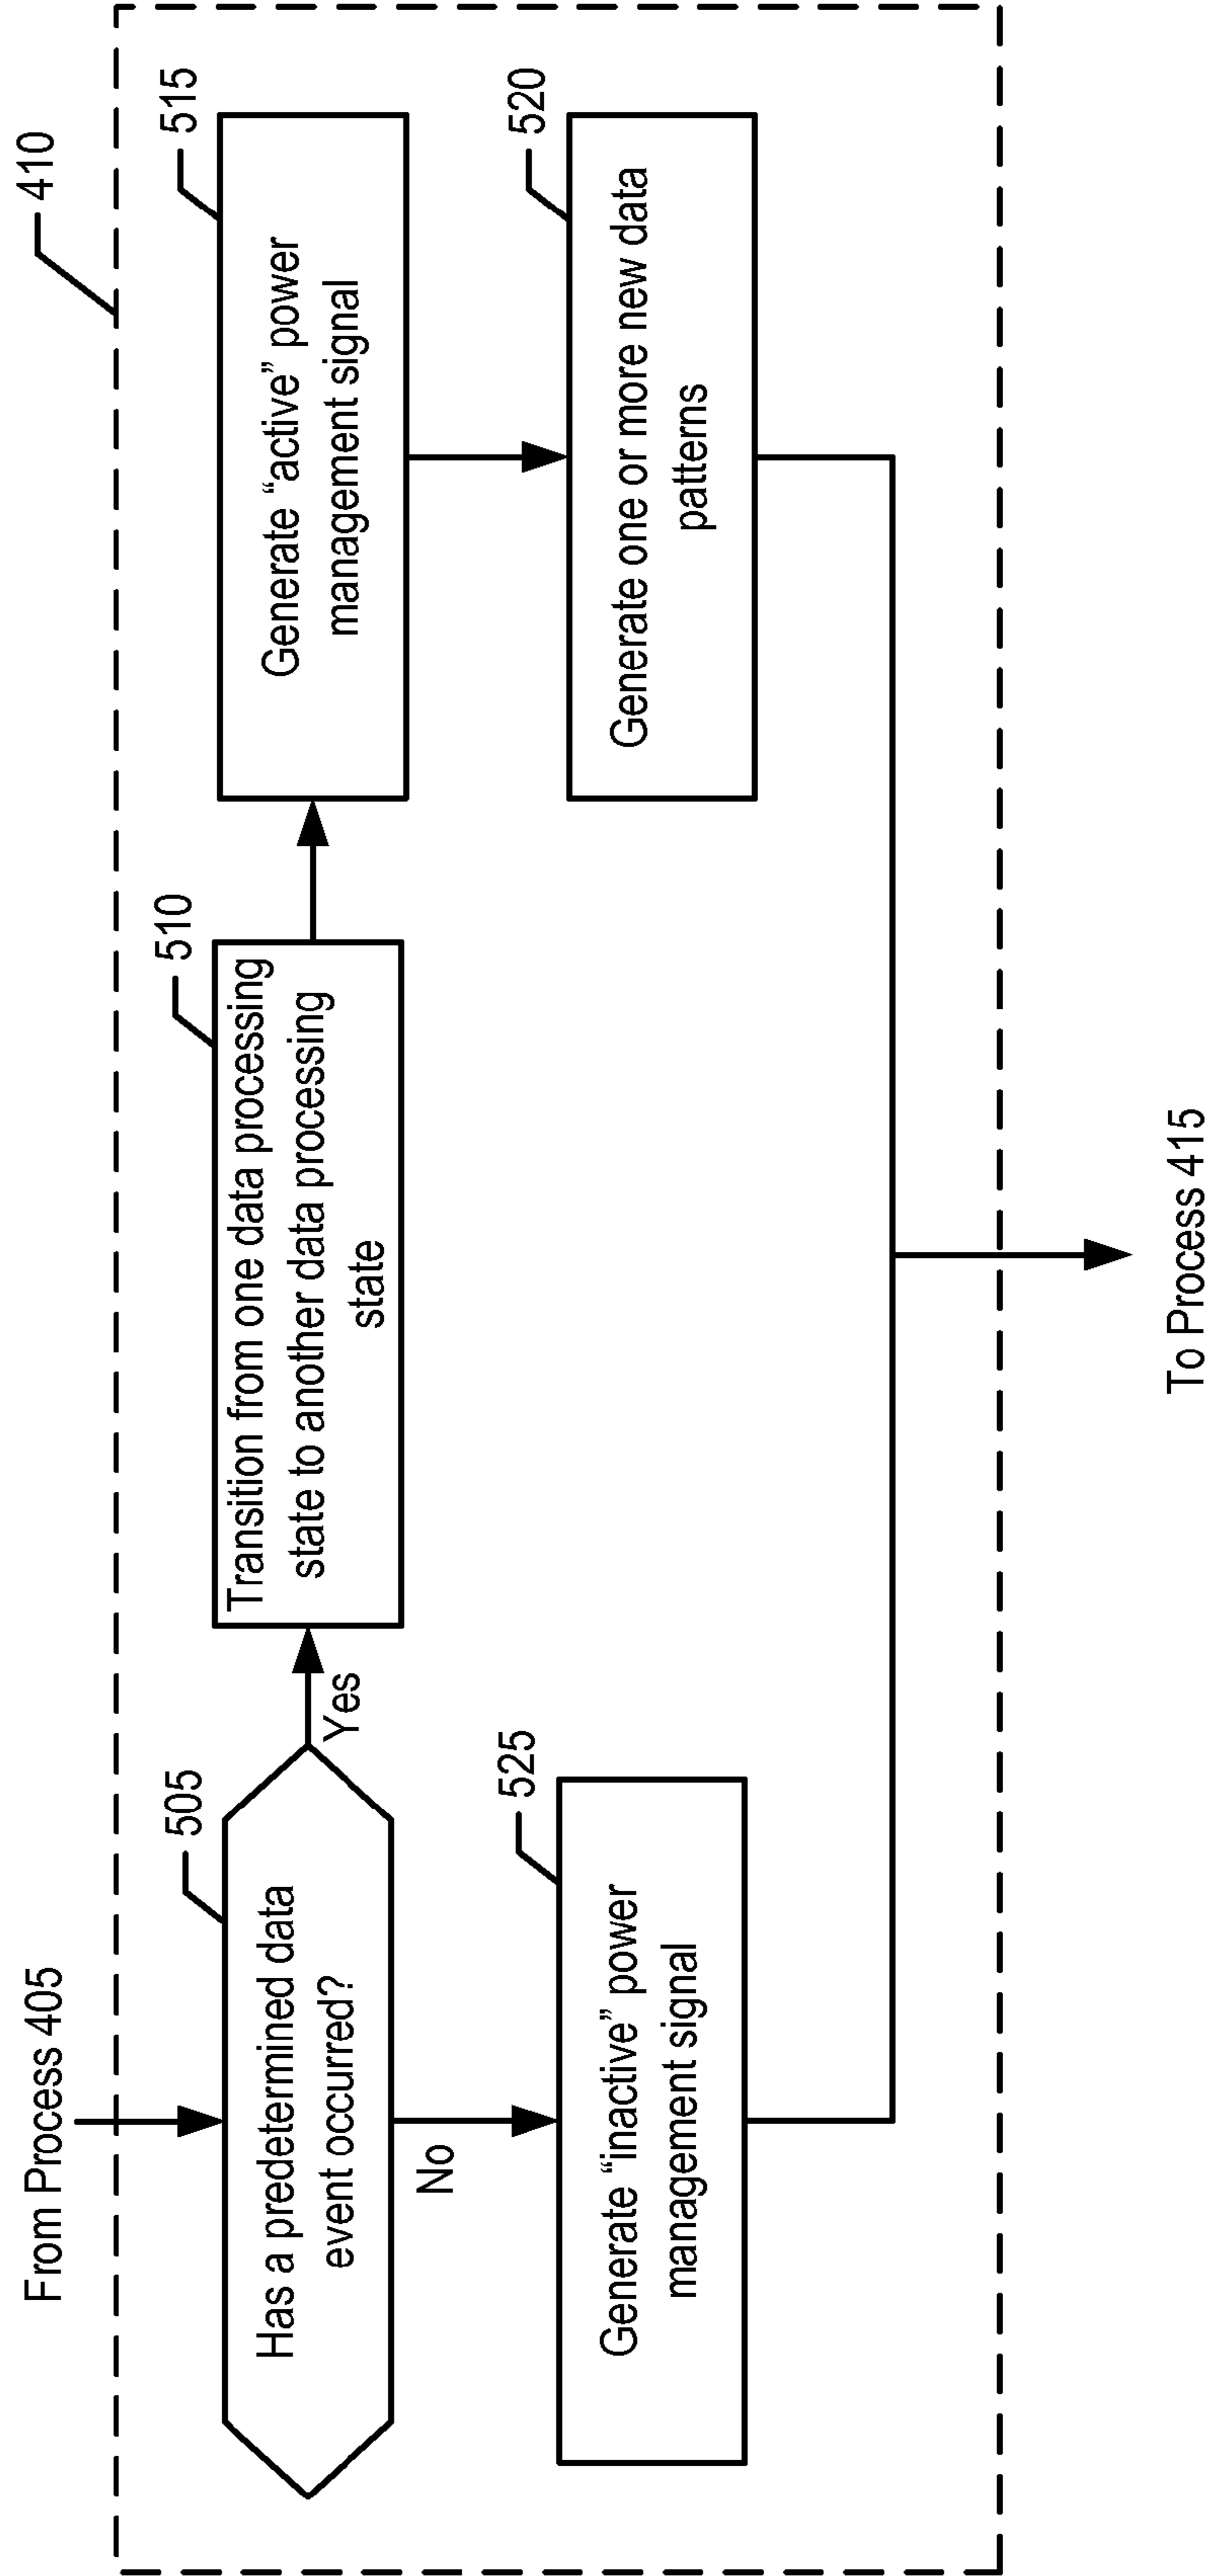 410
From Process 405
505
Has a predetermined data
event occurred?
Yes
No
510
Transition from one data processing
state to another data processing
state
515
Generate “active” power
management signal
525
Generate “inactive” power
management signal
520
Generate one or more new data
patterns
To Process 415